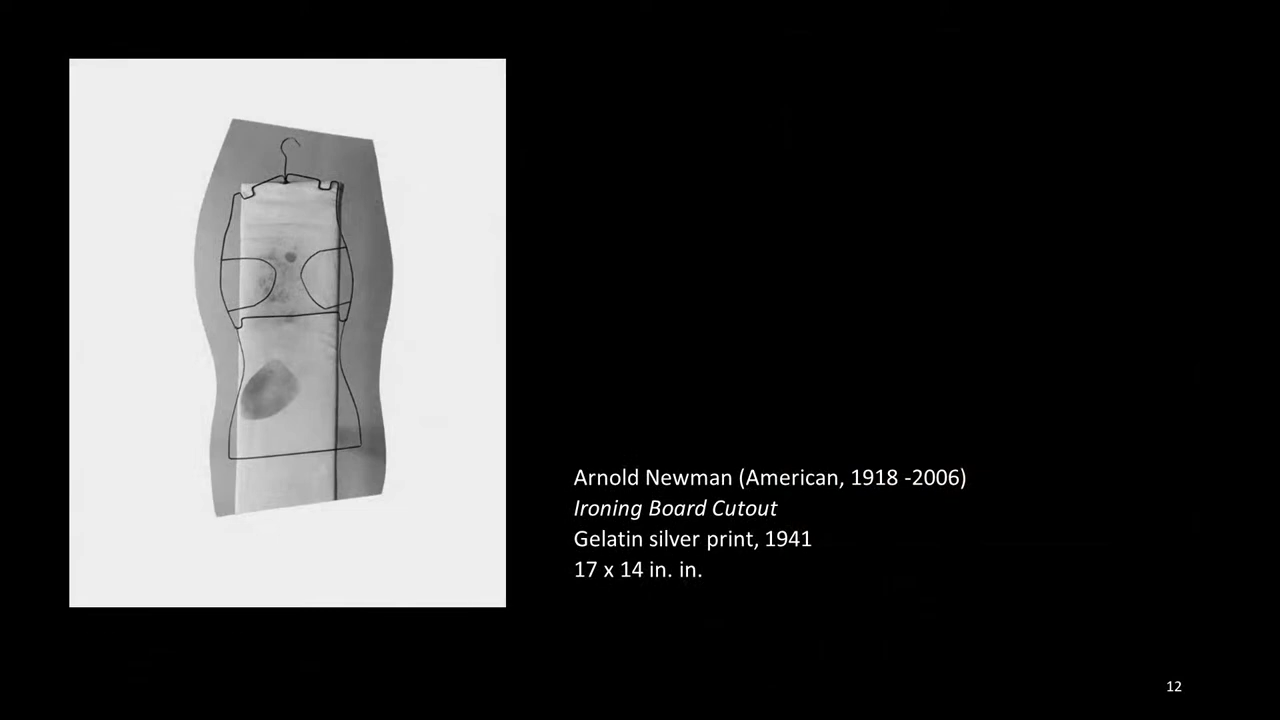 Arnold Newman (American, 1918 -2006)
Ironing Board Cutout
Gelatin silver print, 1941
17 x 14 in. in.
12